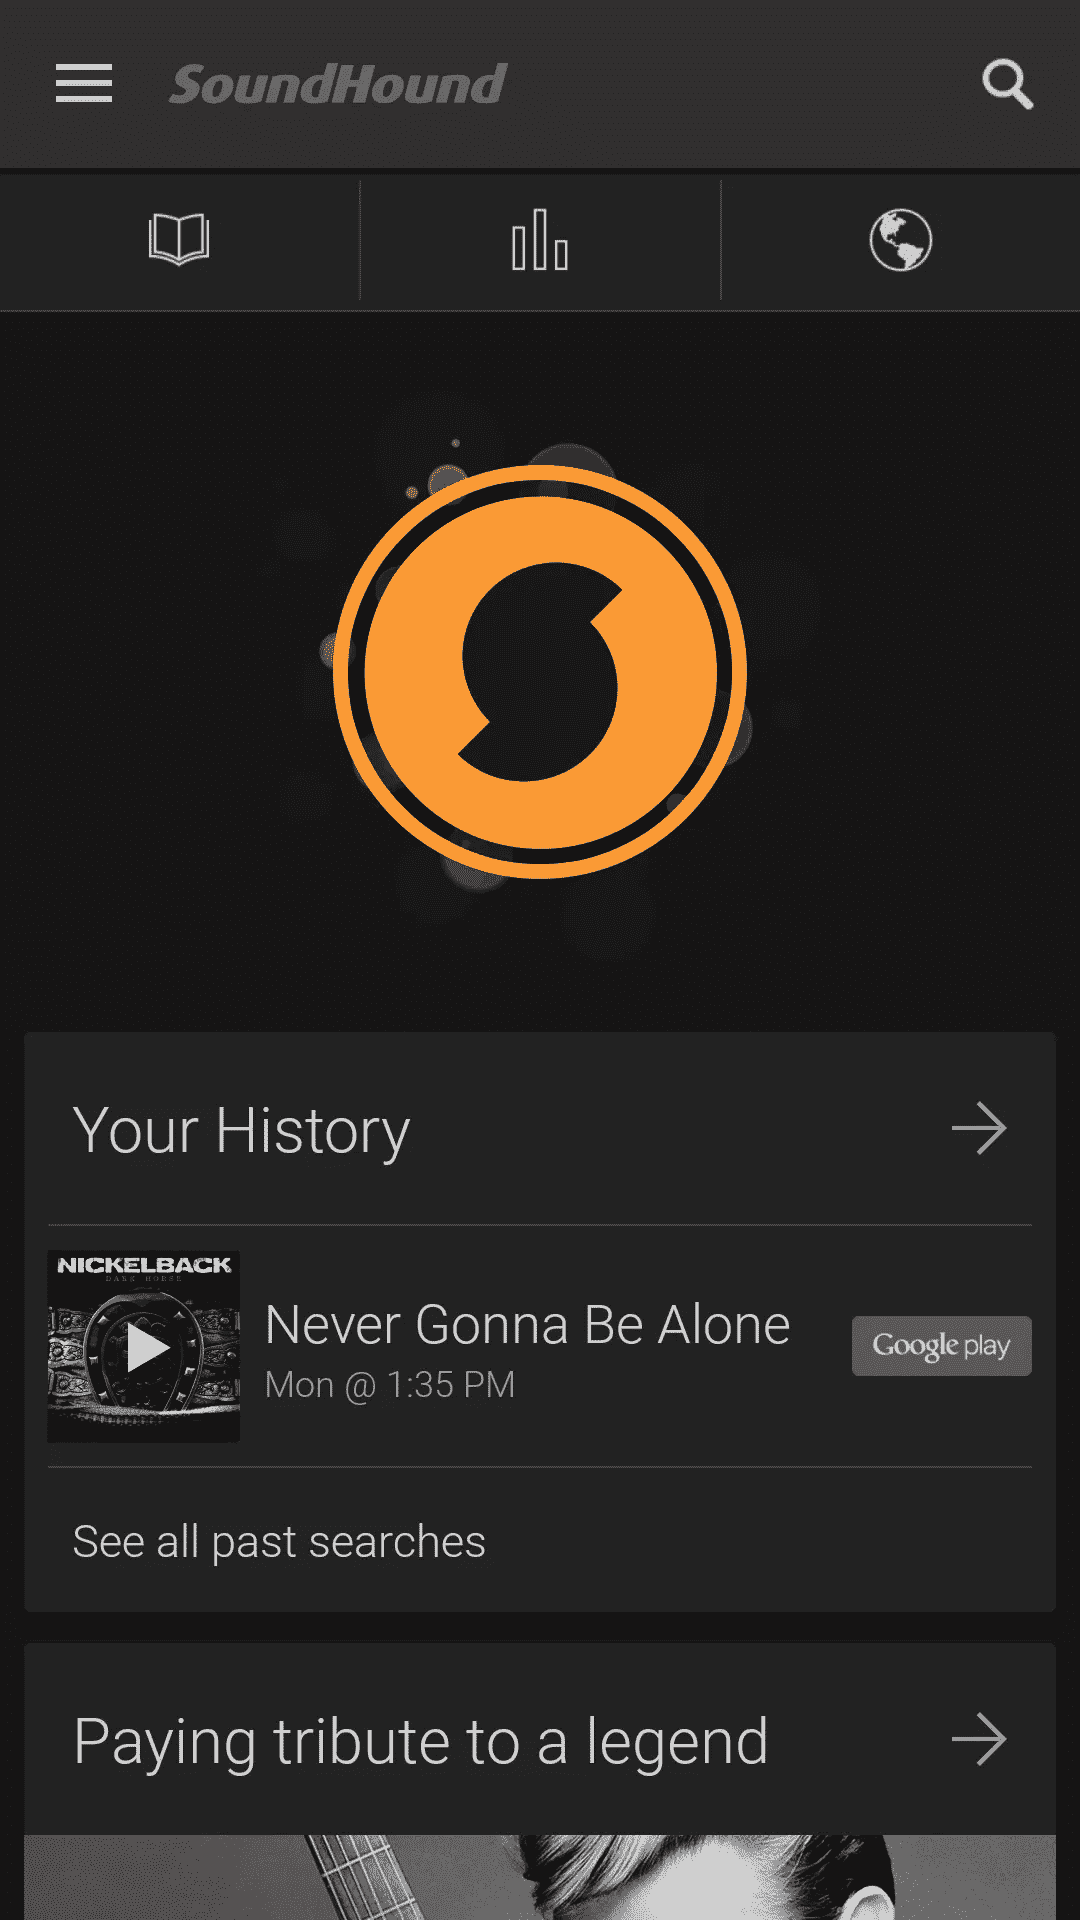 SoundHound
Your History
NICKELBACK
DARK HORSE
Never Gonna Be Alone
Mon @ 1:35 PM
Google play
See all past searches
Paying tribute to a legend